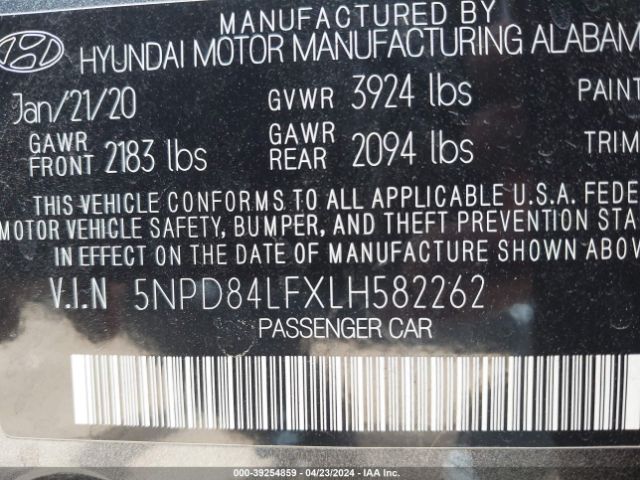 MANUFACTURED BY
HYUNDAI MOTOR MANUFACTURING ALABAM
Jan/21/20 GVWR 3924 lbs PAINT
GAWR FRONT 2183 lbs GAWR REAR 2094 lbs TRIM
THIS VEHICLE CONFORMS TO ALL APPLICABLE U.S.A. FEDE
MOTOR VEHICLE SAFETY, BUMPER, AND THEFT PREVENTION STA
IN EFFECT ON THE DATE OF MANUFACTURE SHOWN ABOV
V.I.N 5NPD84LFXLH582262
PASSENGER CAR
000-39254859 - 04/23/2024 - IAA Inc.